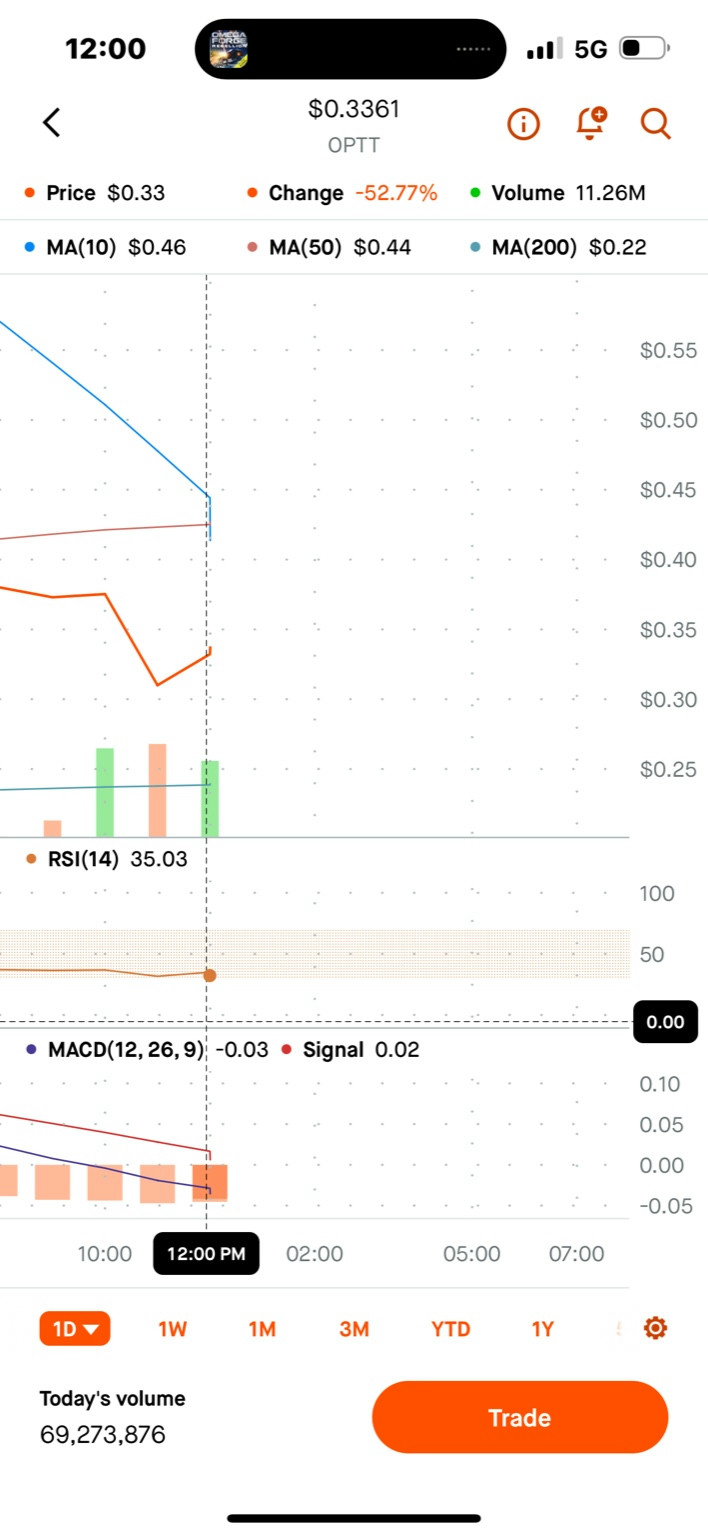 12:00
OMEGA
FORCE
REBELLION
5G
$0.3361
OPTT
Price $0.33 Change -52.77% Volume 11.26M
MA(10) $0.46 MA(50) $0.44 MA(200) $0.22
$0.55
$0.50
$0.45
$0.40
$0.35
$0.30
$0.25
RSI(14) 35.03
100
50
0.00
MACD(12, 26, 9) -0.03 Signal 0.02
0.10
0.05
0.00
-0.05
10:00 12:00 PM 02:00 05:00 07:00
1D 1W 1M 3M YTD 1Y
Today's volume
69,273,876
Trade